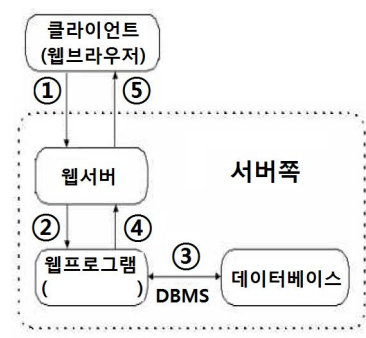 클라이언트
(웹브라우저)
① ⑤
웹서버
서버쪽
② ④
웹프로그램
( )
③
DBMS
데이터베이스